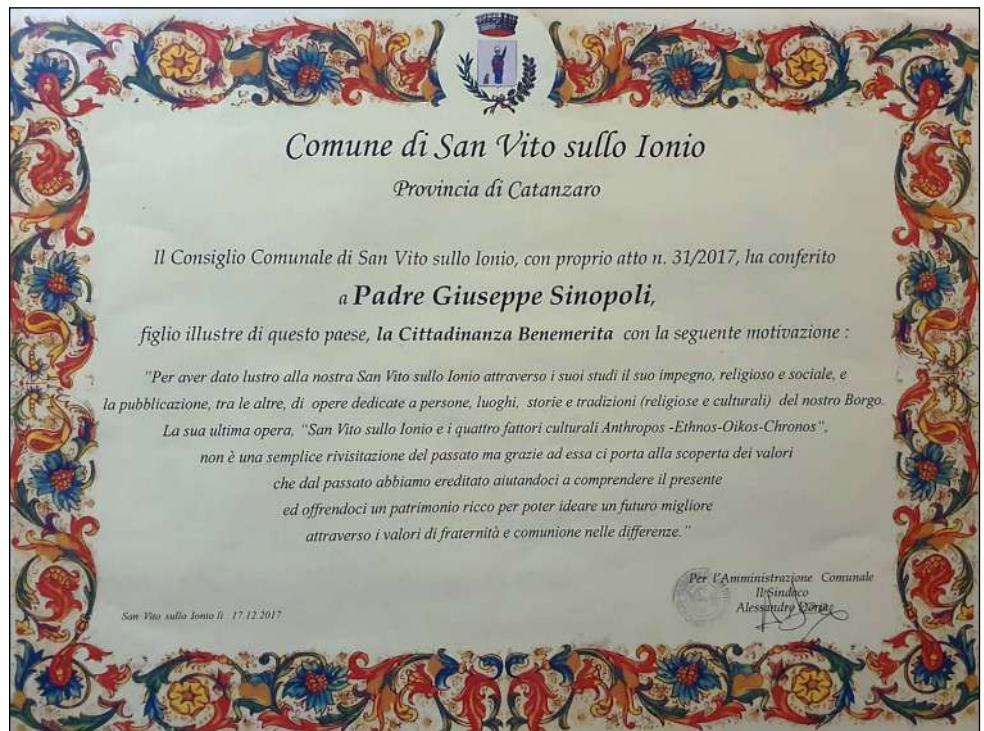 Comune di San Vito sullo Ionio
Provincia di Catanzaro
Il Consiglio Comunale di San Vito sullo Ionio, con proprio atto n. 31/2017, ha conferito
a Padre Giuseppe Sinopoli,
figlio illustre di questo paese, la Cittadinanza Benemerita con la seguente motivazione :
"Per aver dato lustro alla nostra San Vito sullo Ionio attraverso i suoi studi il suo impegno, religioso e sociale, e
la pubblicazione, tra le altre, di opere dedicate a persone, luoghi, storie e tradizioni (religiose e culturali) del nostro Borgo.
La sua ultima opera, "San Vito sullo Ionio e i quattro fattori culturali Anthropos -Ethnos-Oikos-Chronos",
non è una semplice rivisitazione del passato ma grazie ad essa ci porta alla scoperta dei valori
che dal passato abbiamo ereditato aiutandoci a comprendere il presente
ed offrendoci un patrimonio ricco per poter ideare un futuro migliore
attraverso i valori di fraternità e comunione nelle differenze."
Per l'Amministrazione Comunale
Il Sindaco
Alessandro Doria
San Vito sullo Ionio lì 17.12.2017